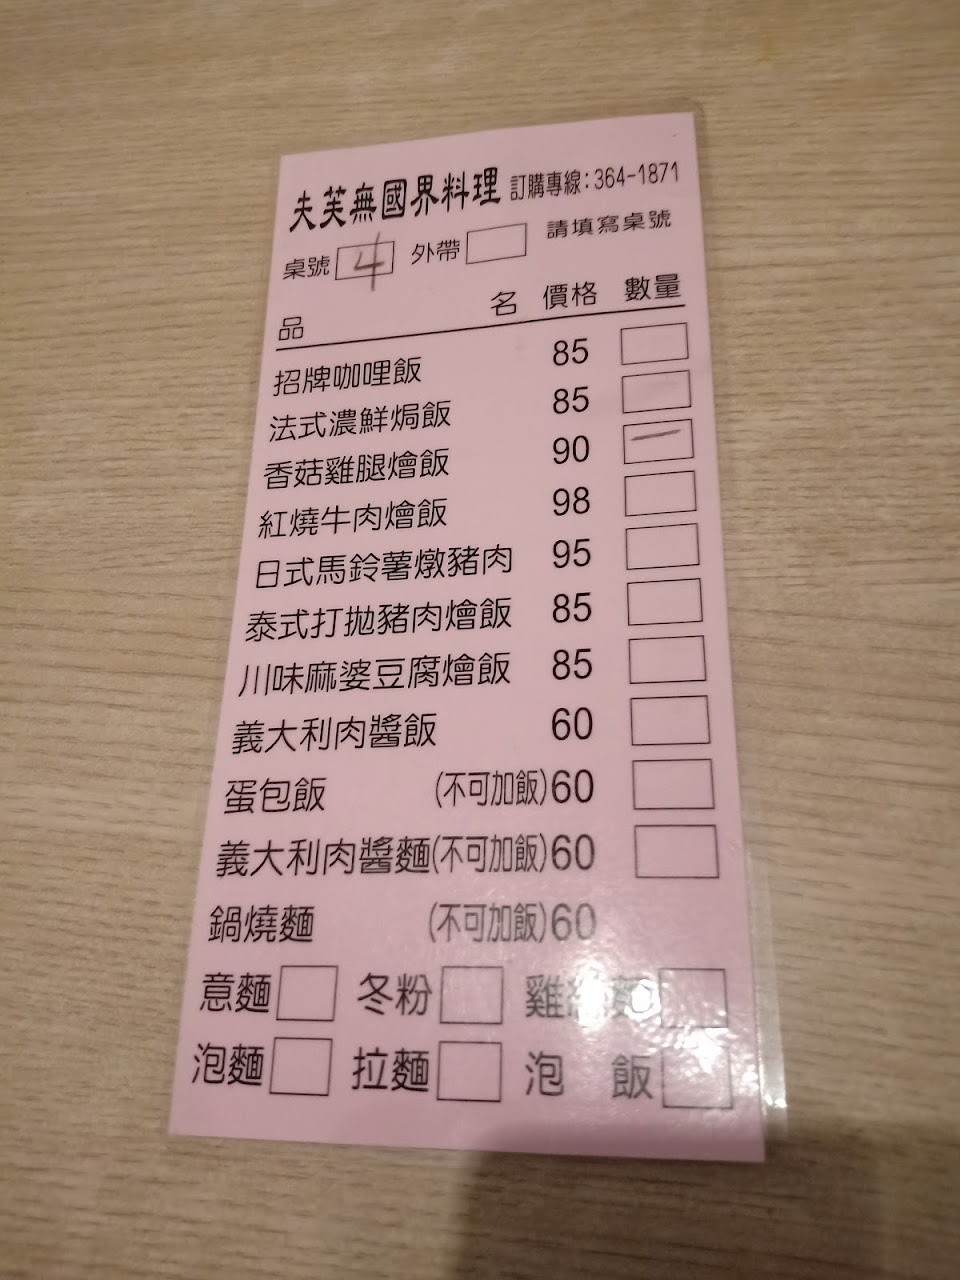 夫芙無國界料理 訂購專線:364-1871
桌號 4 外帶 請填寫桌號
品 名 價格 數量
招牌咖哩飯 85
法式濃鮮焗飯 85
香菇雞腿燴飯 90 一
紅燒牛肉燴飯 98
日式馬鈴薯燉豬肉 95
泰式打拋豬肉燴飯 85
川味麻婆豆腐燴飯 85
義大利肉醬飯 60
蛋包飯 (不可加飯)60
義大利肉醬麵(不可加飯)60
鍋燒麵 (不可加飯)60
意麵 冬粉 雞絲麵
泡麵 拉麵 泡 飯